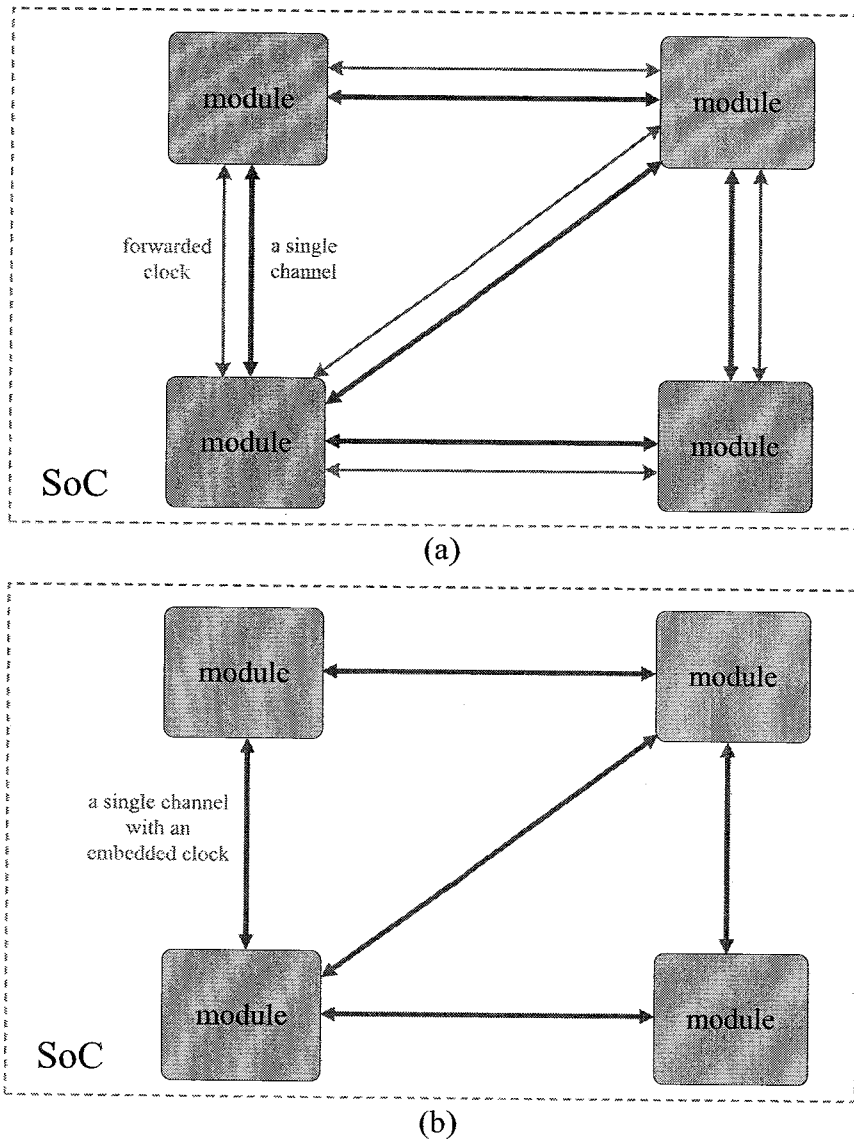 module
module
forwarded
clock
a single
channel
module
module
SoC
(a)
module
module
a single channel
with an
embedded clock
module
module
SoC
(b)